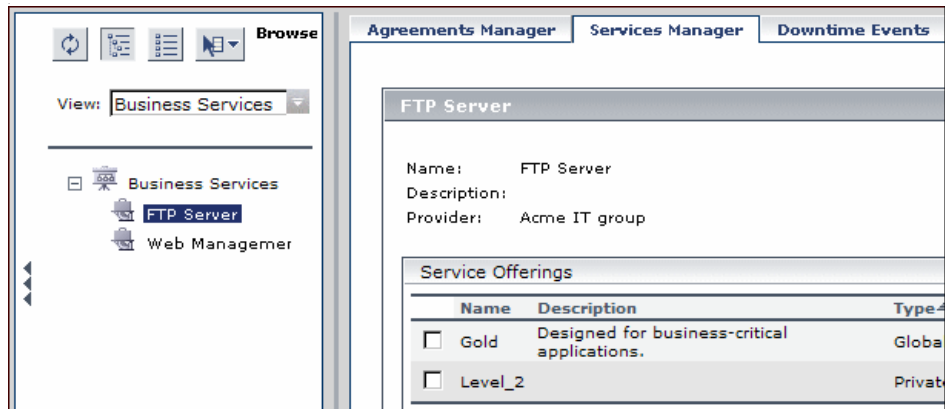 Browse
View: Business Services
Business Services
FTP Server
Web Managemer
Agreements Manager Services Manager Downtime Events
FTP Server
Name: FTP Server
Description:
Provider: Acme IT group
Service Offerings
Name Description Type
Gold Designed for business-critical applications. Globa
Level_2 Privat